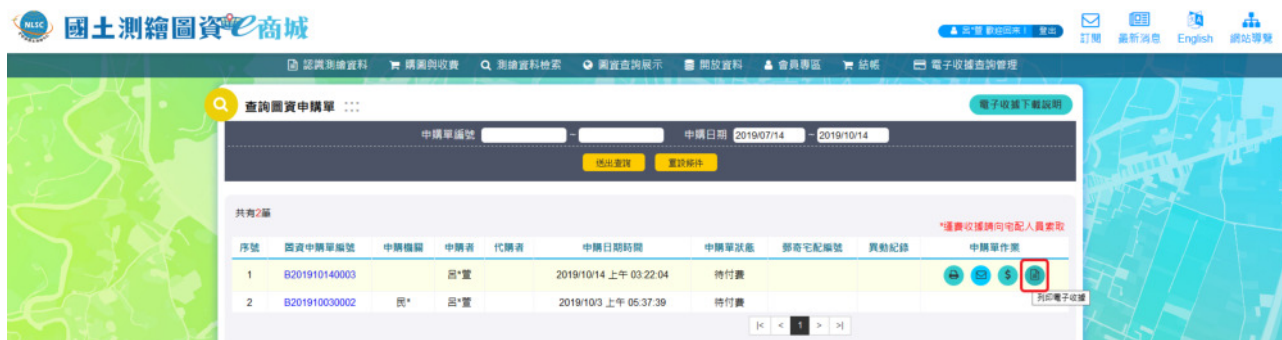 NLSC 國土測繪圖資e商城
呂*萱 歡迎回來！ 登出
訂閱 最新消息 English 網站導覽
認識測繪資料 購圖與收費 測繪資料檢索 圖資查詢展示 開放資料 會員專區 結帳 電子收據查詢管理
查詢圖資申購單 ::: 電子收據下載說明
申購單編號 ~ 申購日期 2019/07/14 ~ 2019/10/14
送出查詢 重設條件
共有2筆
*運費收據請向宅配人員索取
序號 圖資申購單編號 申購機關 申購者 代購者 申購日期時間 申購單狀態 郵寄宅配編號 異動紀錄 申購單作業
1 B201910140003 呂*萱 2019/10/14 上午 03:22:04 待付費
列印電子收據
2 B201910030002 民* 呂*萱 2019/10/3 上午 05:37:39 待付費
|< < 1 > >|